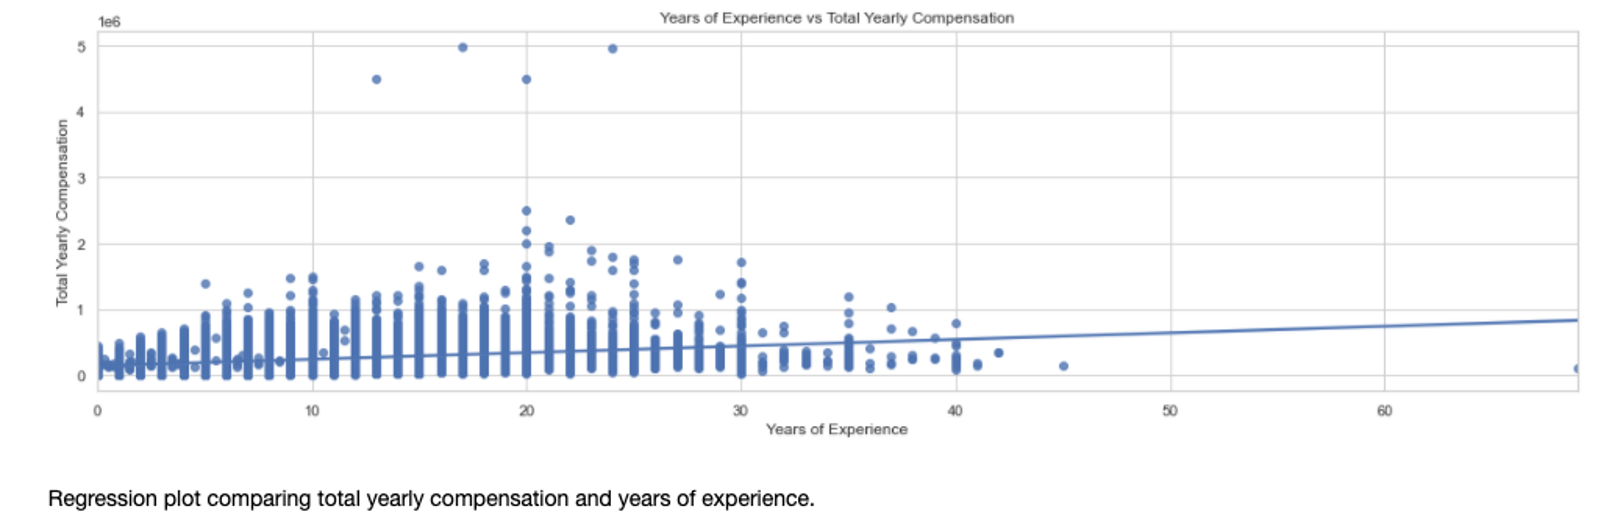 Years of Experience vs Total Yearly Compensation
1e6
5
4
3
2
1
0
Total Yearly Compensation
0 10 20 30 40 50 60
Years of Experience
Regression plot comparing total yearly compensation and years of experience.